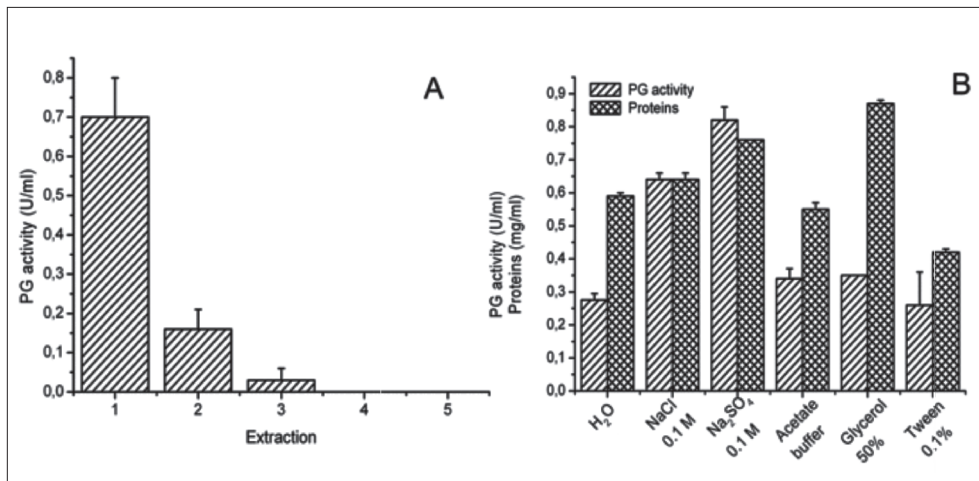 A
PG activity (U/ml)
0,8
0,7
0,6
0,5
0,4
0,3
0,2
0,1
0,0
1 2 3 4 5
Extraction
B
PG activity
Proteins
PG activity (U/ml)
Proteins (mg/ml)
0,9
0,8
0,7
0,6
0,5
0,4
0,3
0,2
0,1
0,0
H₂O
NaCl
0.1 M
Na₂SO₄
0.1 M
Acetate
buffer
Glycerol
50%
Tween
0.1%